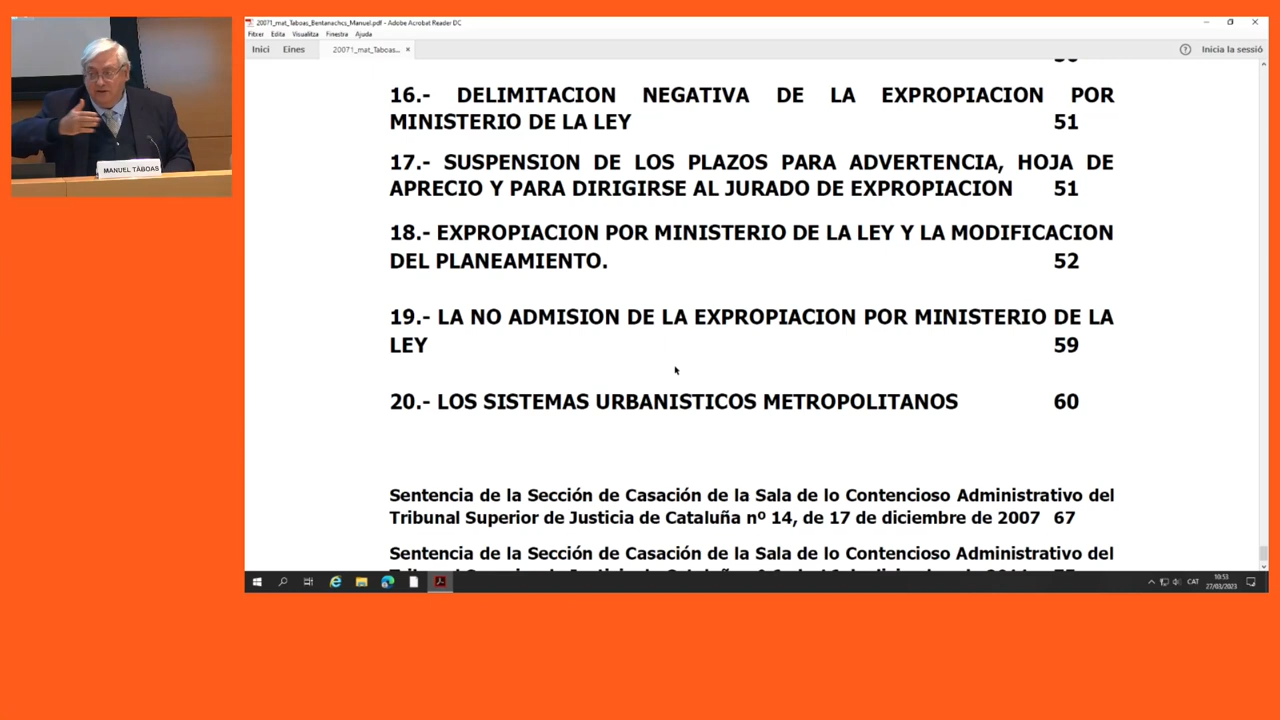 20071_mat_Taboas_Bentanachcs_Manuel.pdf - Adobe Acrobat Reader DC
Fitxer Edita Visualitza Finestra Ajuda
Inici Eines 20071_mat_Taboas... × Inicia la sessió
16.- DELIMITACION NEGATIVA DE LA EXPROPIACION POR
MINISTERIO DE LA LEY 51
17.- SUSPENSION DE LOS PLAZOS PARA ADVERTENCIA, HOJA DE
APRECIO Y PARA DIRIGIRSE AL JURADO DE EXPROPIACION 51
18.- EXPROPIACION POR MINISTERIO DE LA LEY Y LA MODIFICACION
DEL PLANEAMIENTO. 52
19.- LA NO ADMISION DE LA EXPROPIACION POR MINISTERIO DE LA
LEY 59
20.- LOS SISTEMAS URBANISTICOS METROPOLITANOS 60
Sentencia de la Sección de Casación de la Sala de lo Contencioso Administrativo del
Tribunal Superior de Justicia de Cataluña nº 14, de 17 de diciembre de 2007 67
Sentencia de la Sección de Casación de la Sala de lo Contencioso Administrativo del
MANUEL TÀBOAS
CAT
10:53
27/03/2023